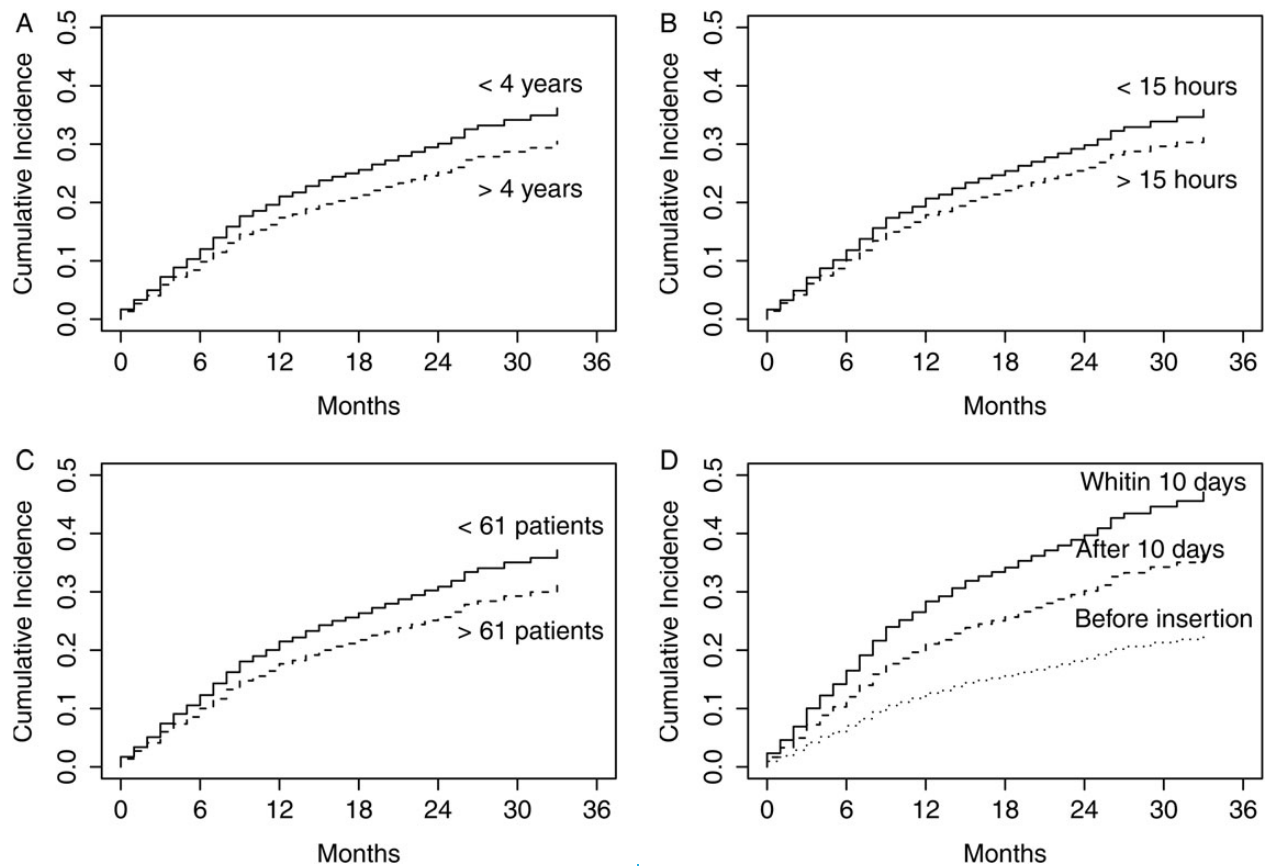 A
Cumulative Incidence
0.0 0.1 0.2 0.3 0.4 0.5
< 4 years
> 4 years
0 6 12 18 24 30 36
Months
B
Cumulative Incidence
0.0 0.1 0.2 0.3 0.4 0.5
< 15 hours
> 15 hours
0 6 12 18 24 30 36
Months
C
Cumulative Incidence
0.0 0.1 0.2 0.3 0.4 0.5
< 61 patients
> 61 patients
0 6 12 18 24 30 36
Months
D
Cumulative Incidence
0.0 0.1 0.2 0.3 0.4 0.5
Whitin 10 days
After 10 days
Before insertion
0 6 12 18 24 30 36
Months